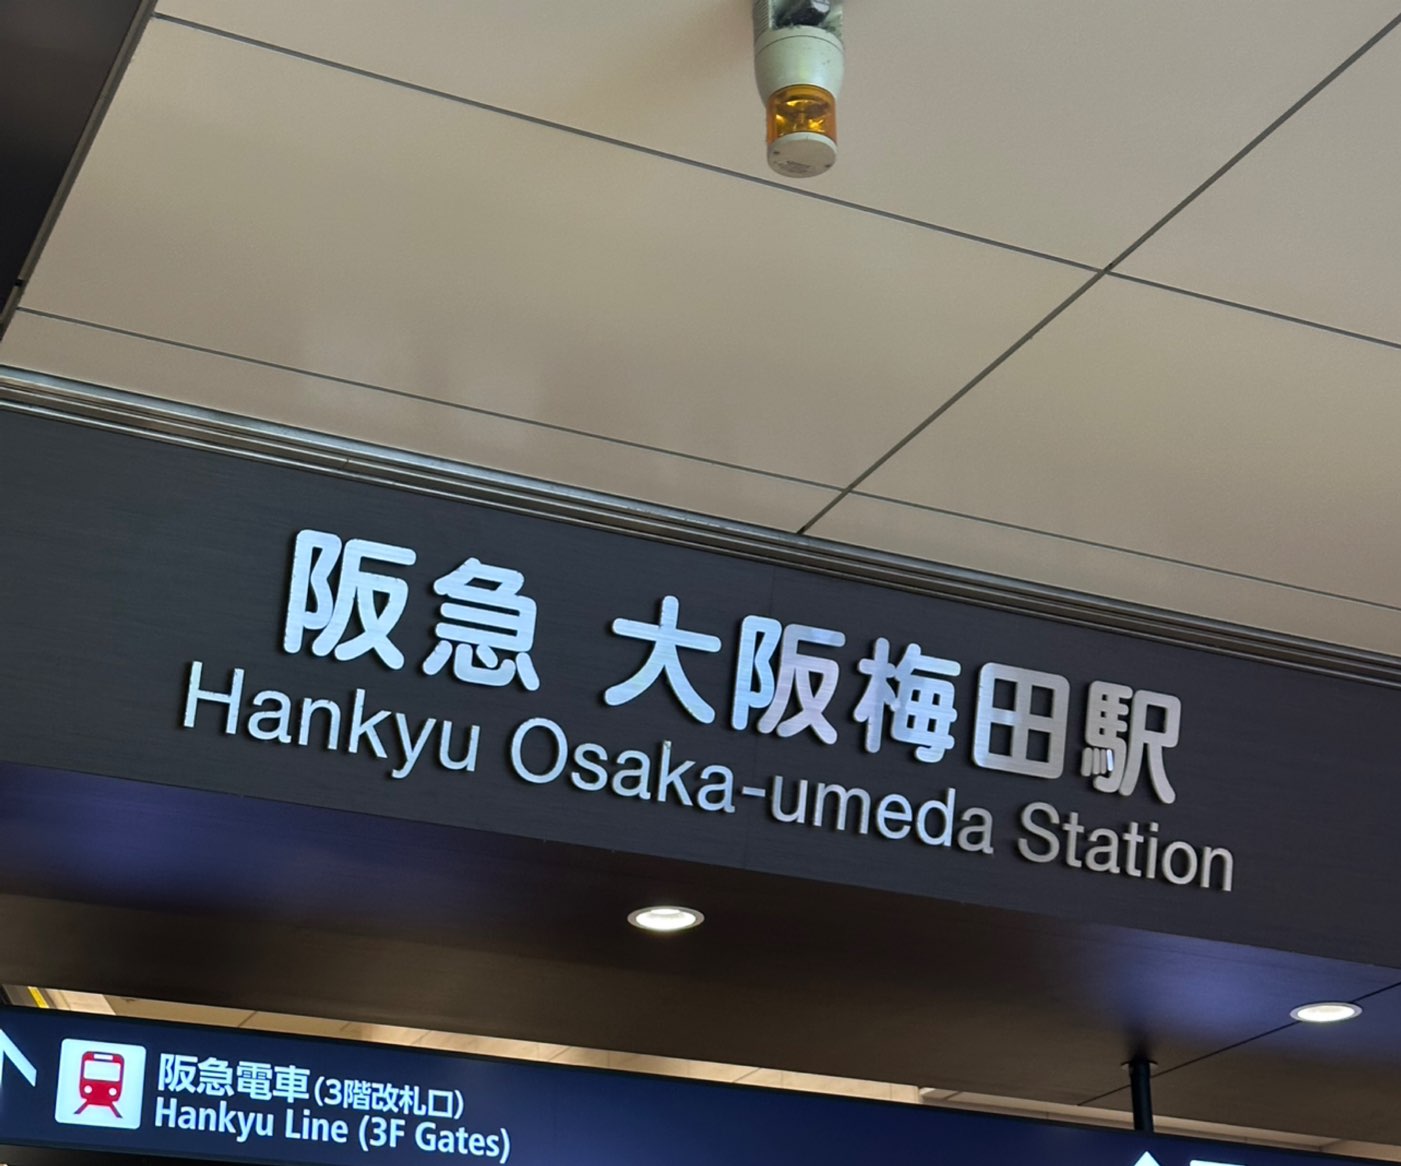 阪急 大阪梅田駅
Hankyu Osaka-umeda Station
阪急電車(3階改札口)
Hankyu Line (3F Gates)